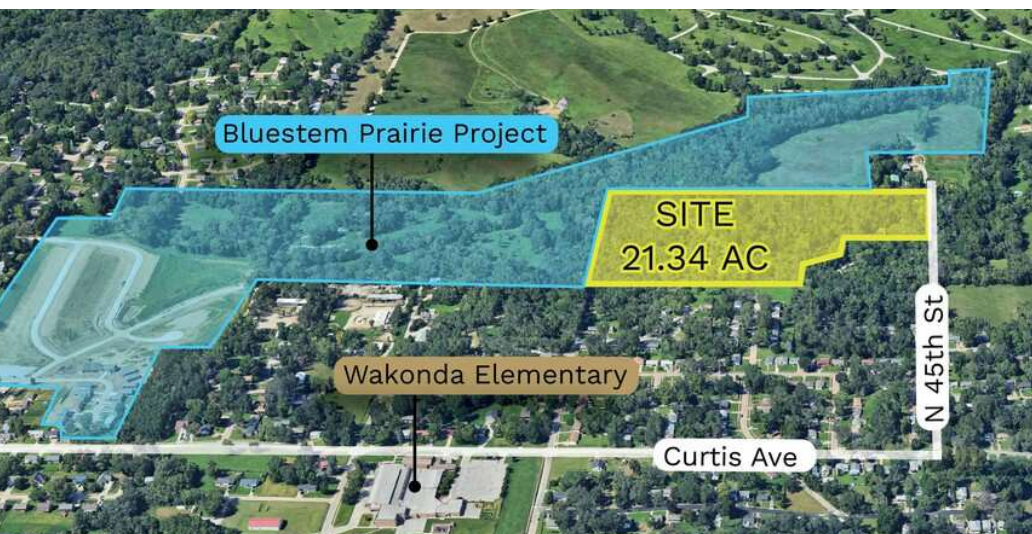 Bluestem Prairie Project
SITE
21.34 AC
Wakonda Elementary
N 45th St
Curtis Ave